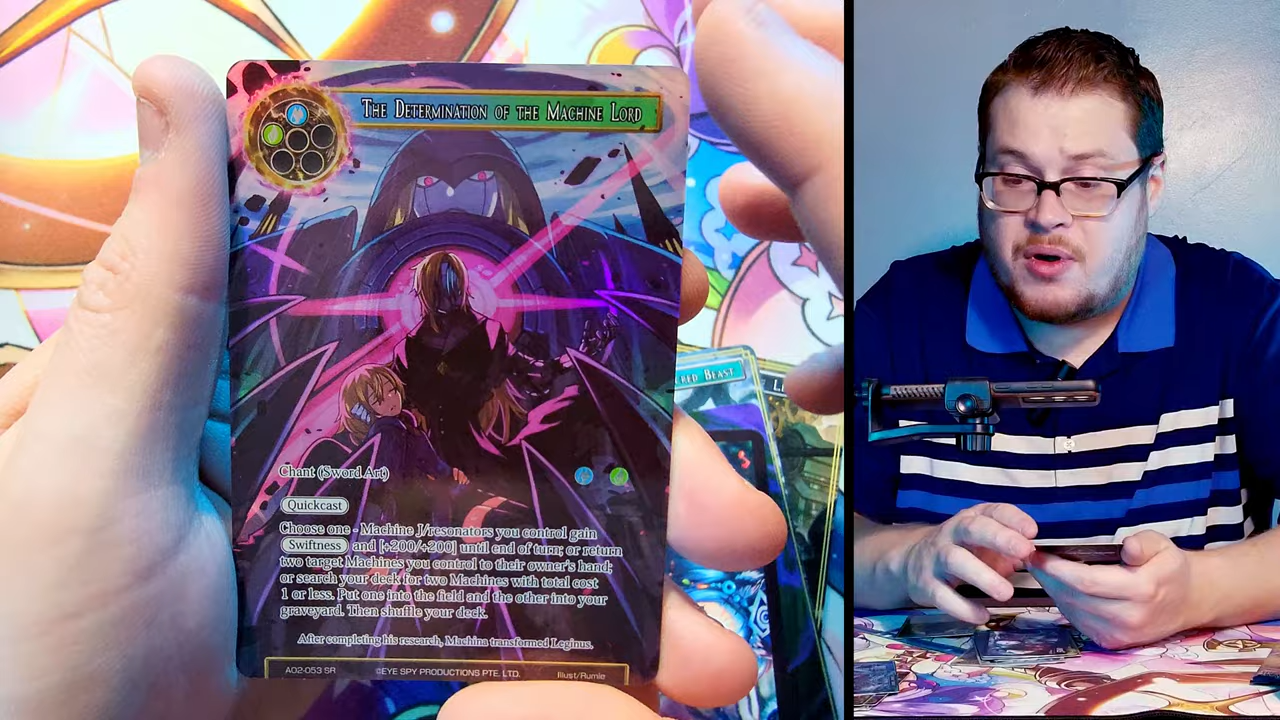 THE DETERMINATION OF THE MACHINE LORD
RED BEAST
Chant (Sword Art)
Quickcast
Choose one - Machine J/resonators you control gain
Swiftness and [+200/+200] until end of turn; or return
two target Machines you control to their owner's hand;
or search your deck for two Machines with total cost
1 or less. Put one into the field and the other into your
graveyard. Then shuffle your deck.
After completing his research, Machina transformed Leginus.
A02-053 SR ©EYE SPY PRODUCTIONS PTE. LTD. Illust/Rumie